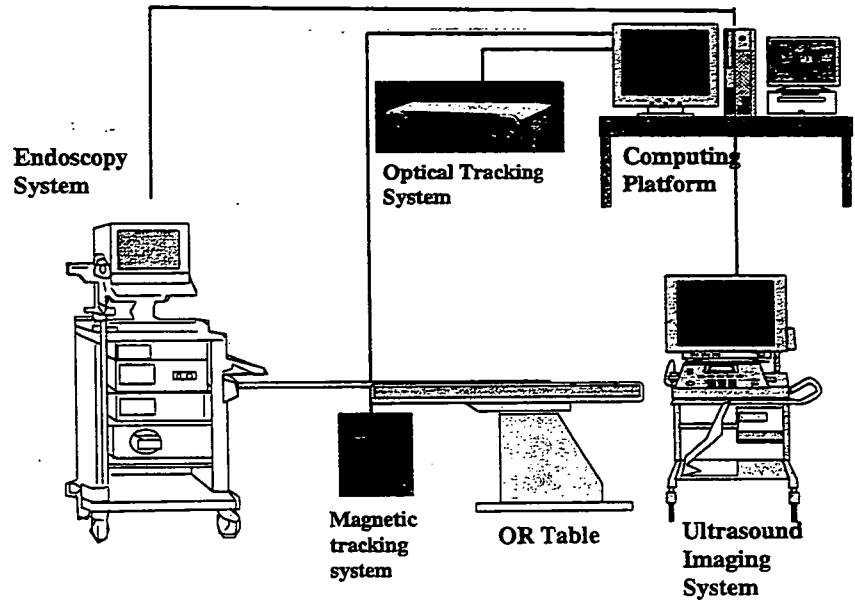 Endoscopy
System
Optical Tracking
System
Computing
Platform
Magnetic
tracking
system
OR Table
Ultrasound
Imaging
System